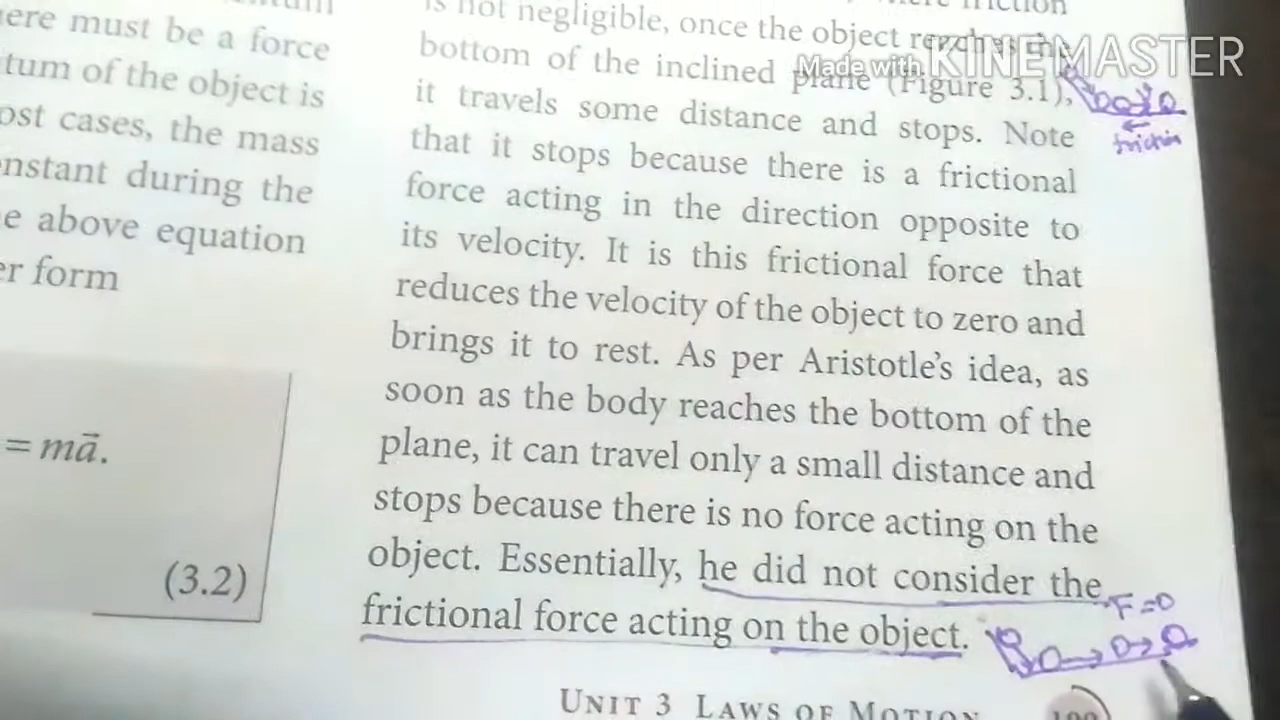 ere must be a force
tum of the object is
ost cases, the mass
nstant during the
e above equation
er form
= ma⃗.
(3.2)
is not negligible, once the object reaches the
bottom of the inclined plane (Figure 3.1),
it travels some distance and stops. Note
that it stops because there is a frictional
force acting in the direction opposite to
its velocity. It is this frictional force that
reduces the velocity of the object to zero and
brings it to rest. As per Aristotle's idea, as
soon as the body reaches the bottom of the
plane, it can travel only a small distance and
stops because there is no force acting on the
object. Essentially, he did not consider the
frictional force acting on the object.
friction
F=0
UNIT 3 LAWS OF MOTION
Made with KINEMASTER